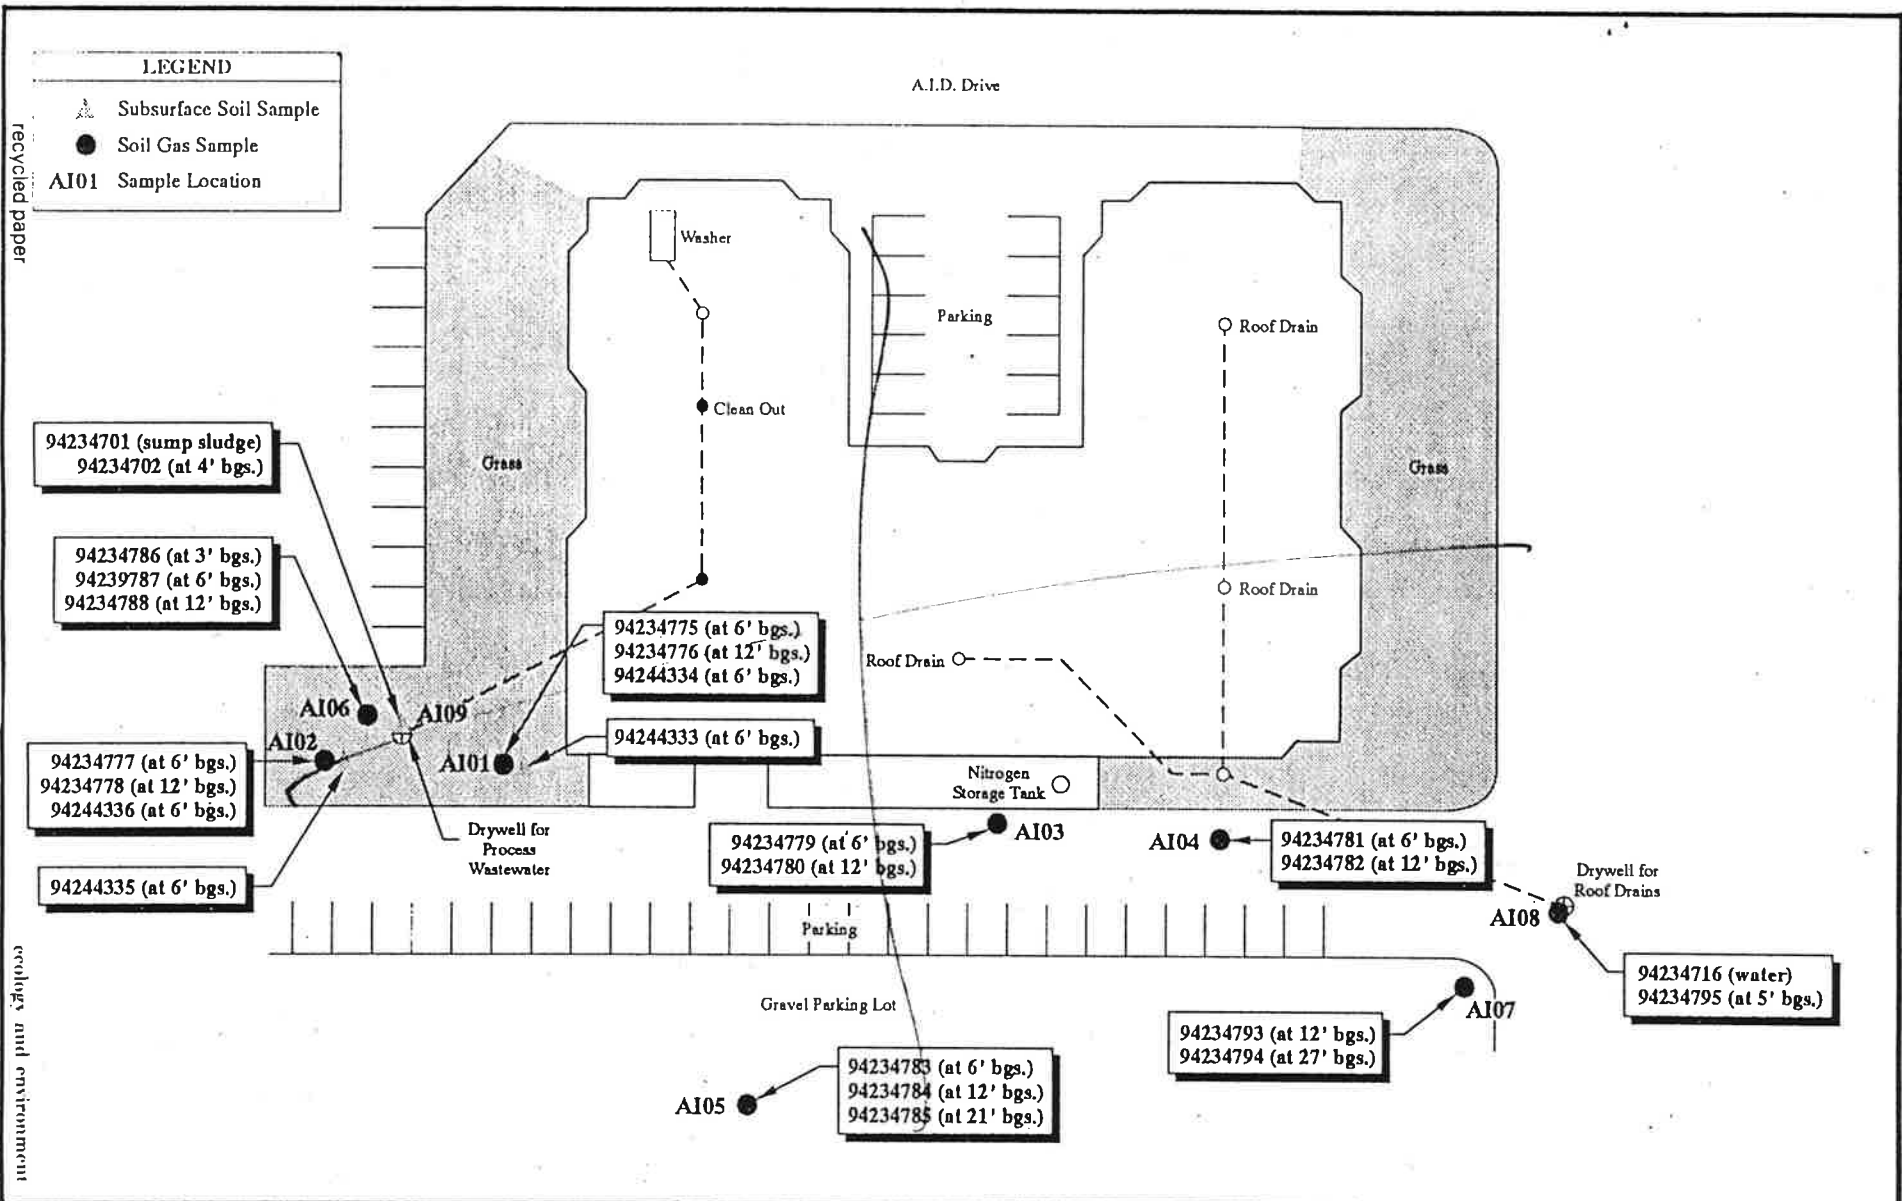 LEGEND
Subsurface Soil Sample
Soil Gas Sample
AI01 Sample Location
recycled paper
A.I.D. Drive
Washer
Parking
Roof Drain
Clean Out
Grass
Grass
94234701 (sump sludge)
94234702 (at 4' bgs.)
94234786 (at 3' bgs.)
94239787 (at 6' bgs.)
94234788 (at 12' bgs.)
Roof Drain
94234775 (at 6' bgs.)
94234776 (at 12' bgs.)
94244334 (at 6' bgs.)
Roof Drain
AI06
AI09
AI02
AI01
94244333 (at 6' bgs.)
94234777 (at 6' bgs.)
94234778 (at 12' bgs.)
94244336 (at 6' bgs.)
Nitrogen
Storage Tank
Drywell for
Process
Wastewater
94234779 (at 6' bgs.)
94234780 (at 12' bgs.)
AI03
AI04
94234781 (at 6' bgs.)
94234782 (at 12' bgs.)
94244335 (at 6' bgs.)
Drywell for
Roof Drains
AI08
Parking
94234716 (water)
94234795 (at 5' bgs.)
Gravel Parking Lot
AI07
94234793 (at 12' bgs.)
94234794 (at 27' bgs.)
94234783 (at 6' bgs.)
94234784 (at 12' bgs.)
94234785 (at 21' bgs.)
AI05
ecology and environment